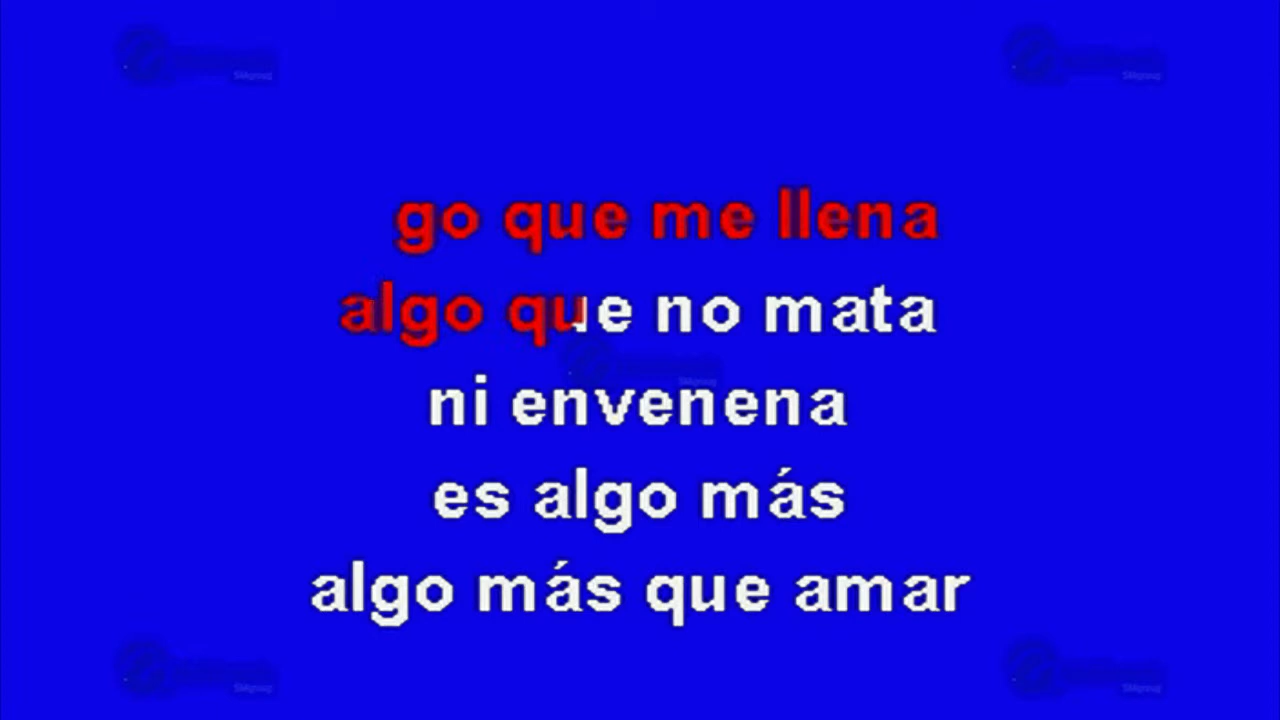 go que me llena
algo que no mata
ni envenena
es algo más
algo más que amar